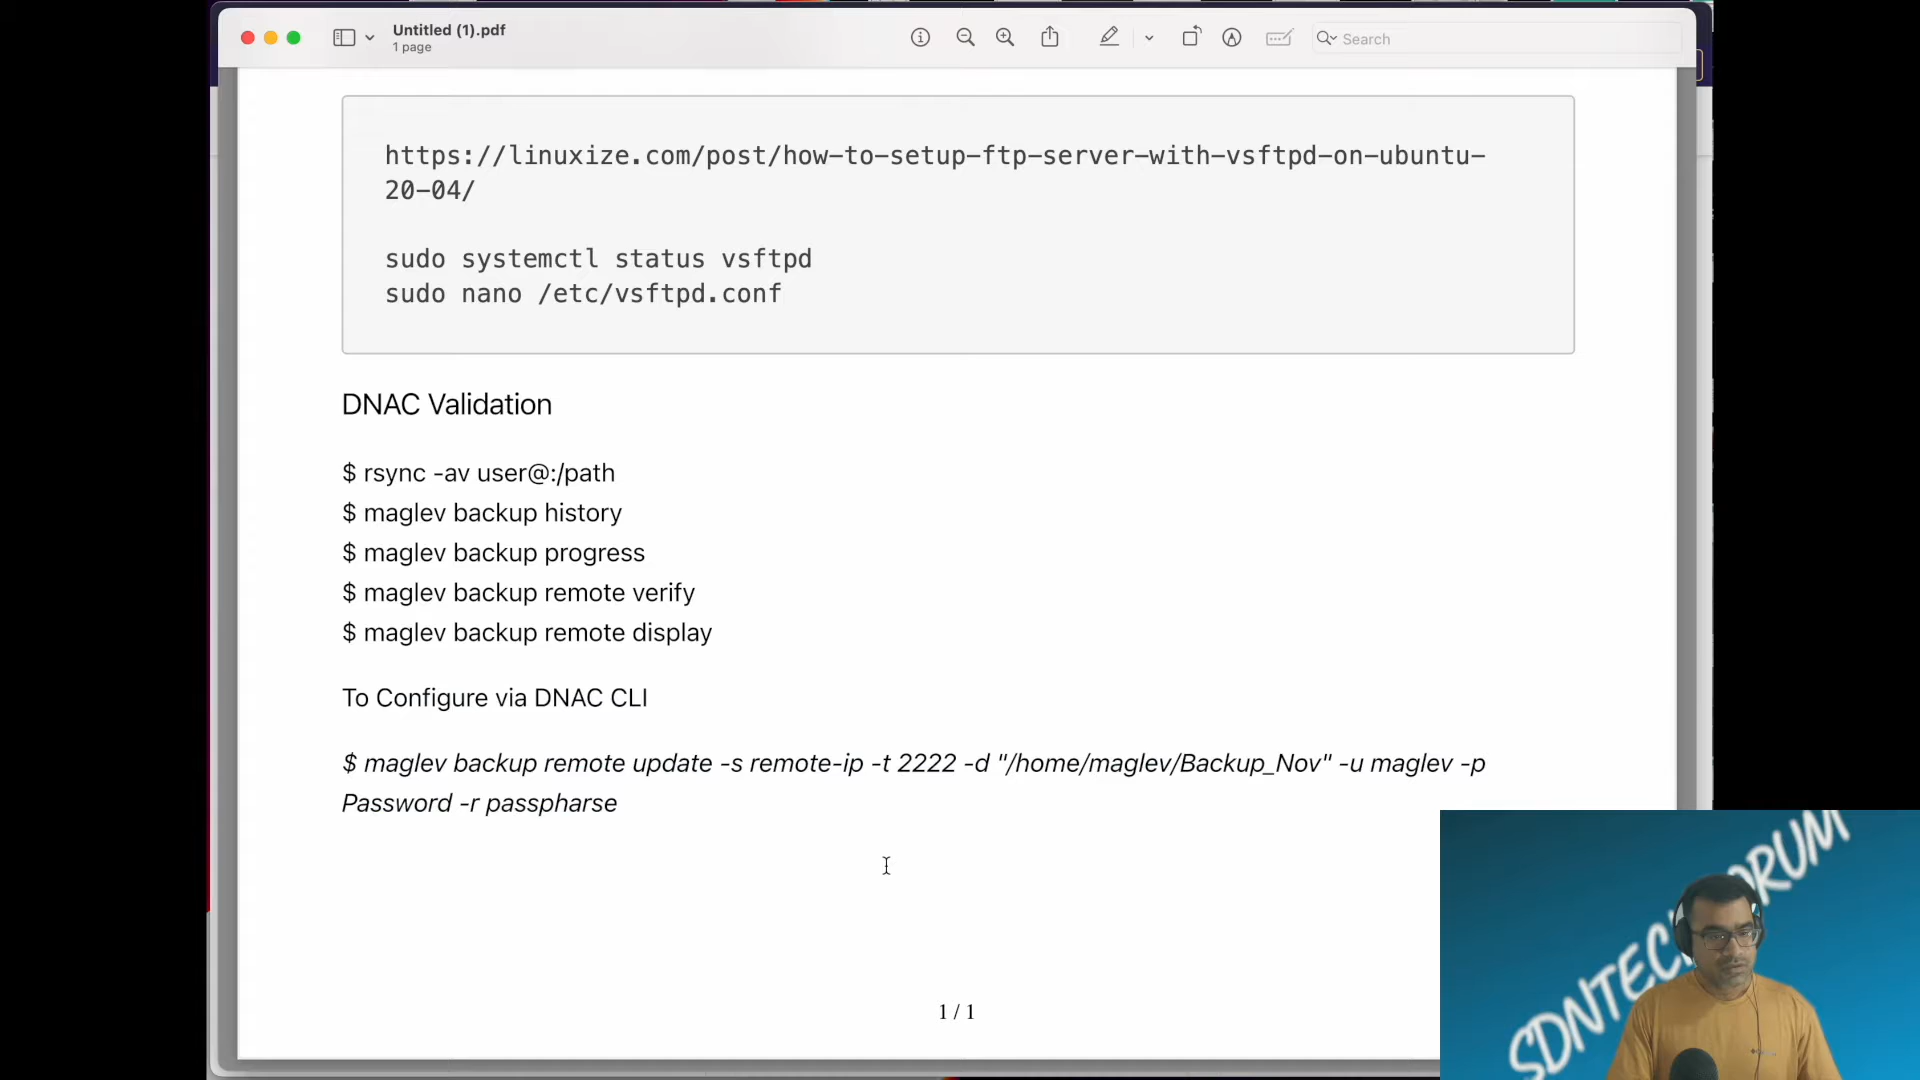 Untitled (1).pdf
1 page
Search
https://linuxize.com/post/how-to-setup-ftp-server-with-vsftpd-on-ubuntu-
20-04/
sudo systemctl status vsftpd
sudo nano /etc/vsftpd.conf
DNAC Validation
$ rsync -av user@:/path
$ maglev backup history
$ maglev backup progress
$ maglev backup remote verify
$ maglev backup remote display
To Configure via DNAC CLI
$ maglev backup remote update -s remote-ip -t 2222 -d "/home/maglev/Backup_Nov" -u maglev -p
Password -r passpharse
1 / 1